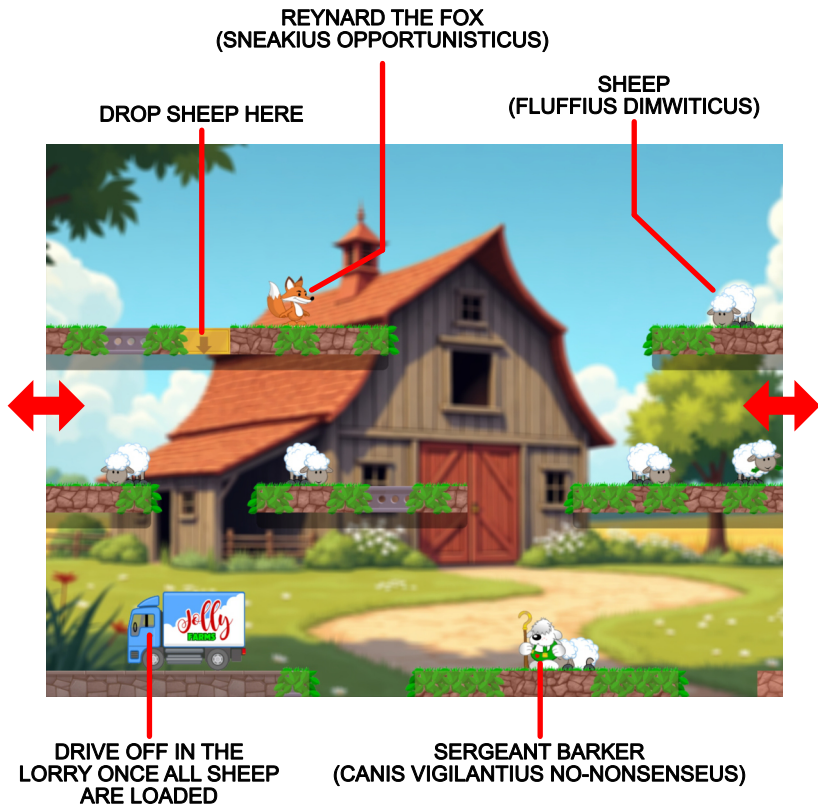 REYNARD THE FOX
(SNEAKIUS OPPORTUNISTICUS)
SHEEP
(FLUFFIUS DIMWITICUS)
DROP SHEEP HERE
Jolly
FARMS
DRIVE OFF IN THE
LORRY ONCE ALL SHEEP
ARE LOADED
SERGEANT BARKER
(CANIS VIGILANTIUS NO-NONSENSEUS)